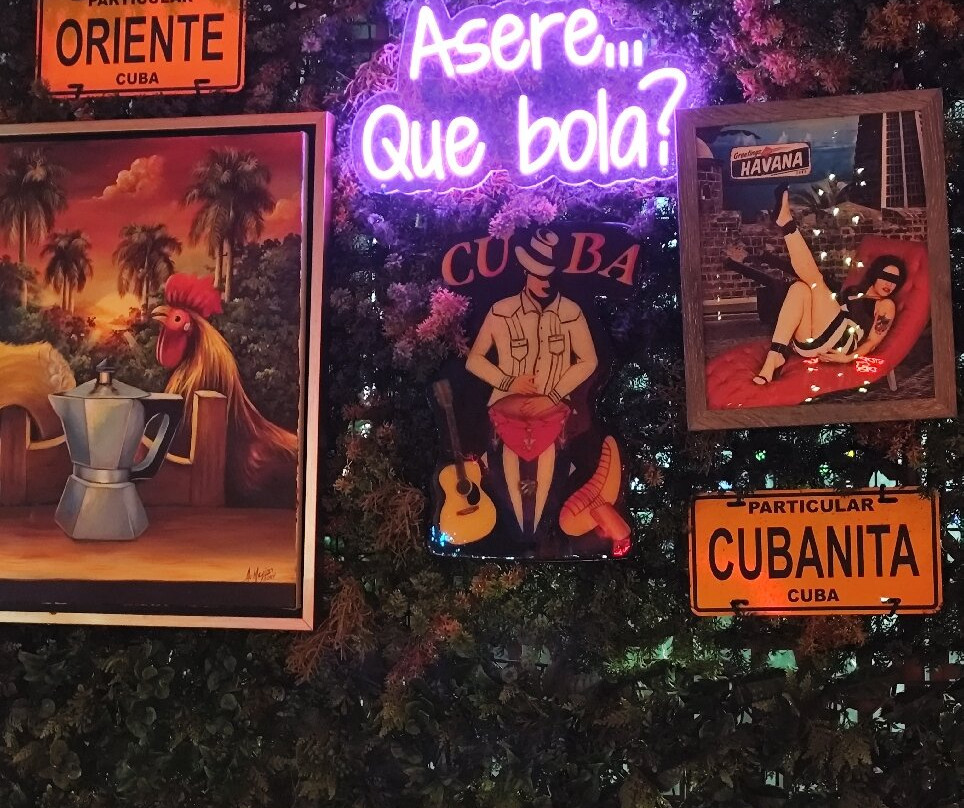 PARTICULAR
ORIENTE
CUBA
Asere...
Que bola?
Greetings
HAVANA
CUBA
PARTICULAR
CUBANITA
CUBA